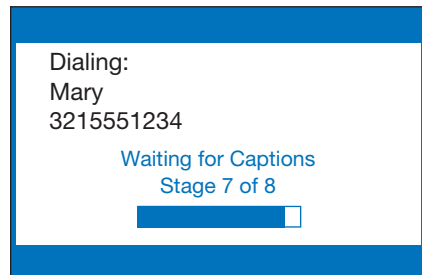 Dialing:
Mary
3215551234
Waiting for Captions
Stage 7 of 8